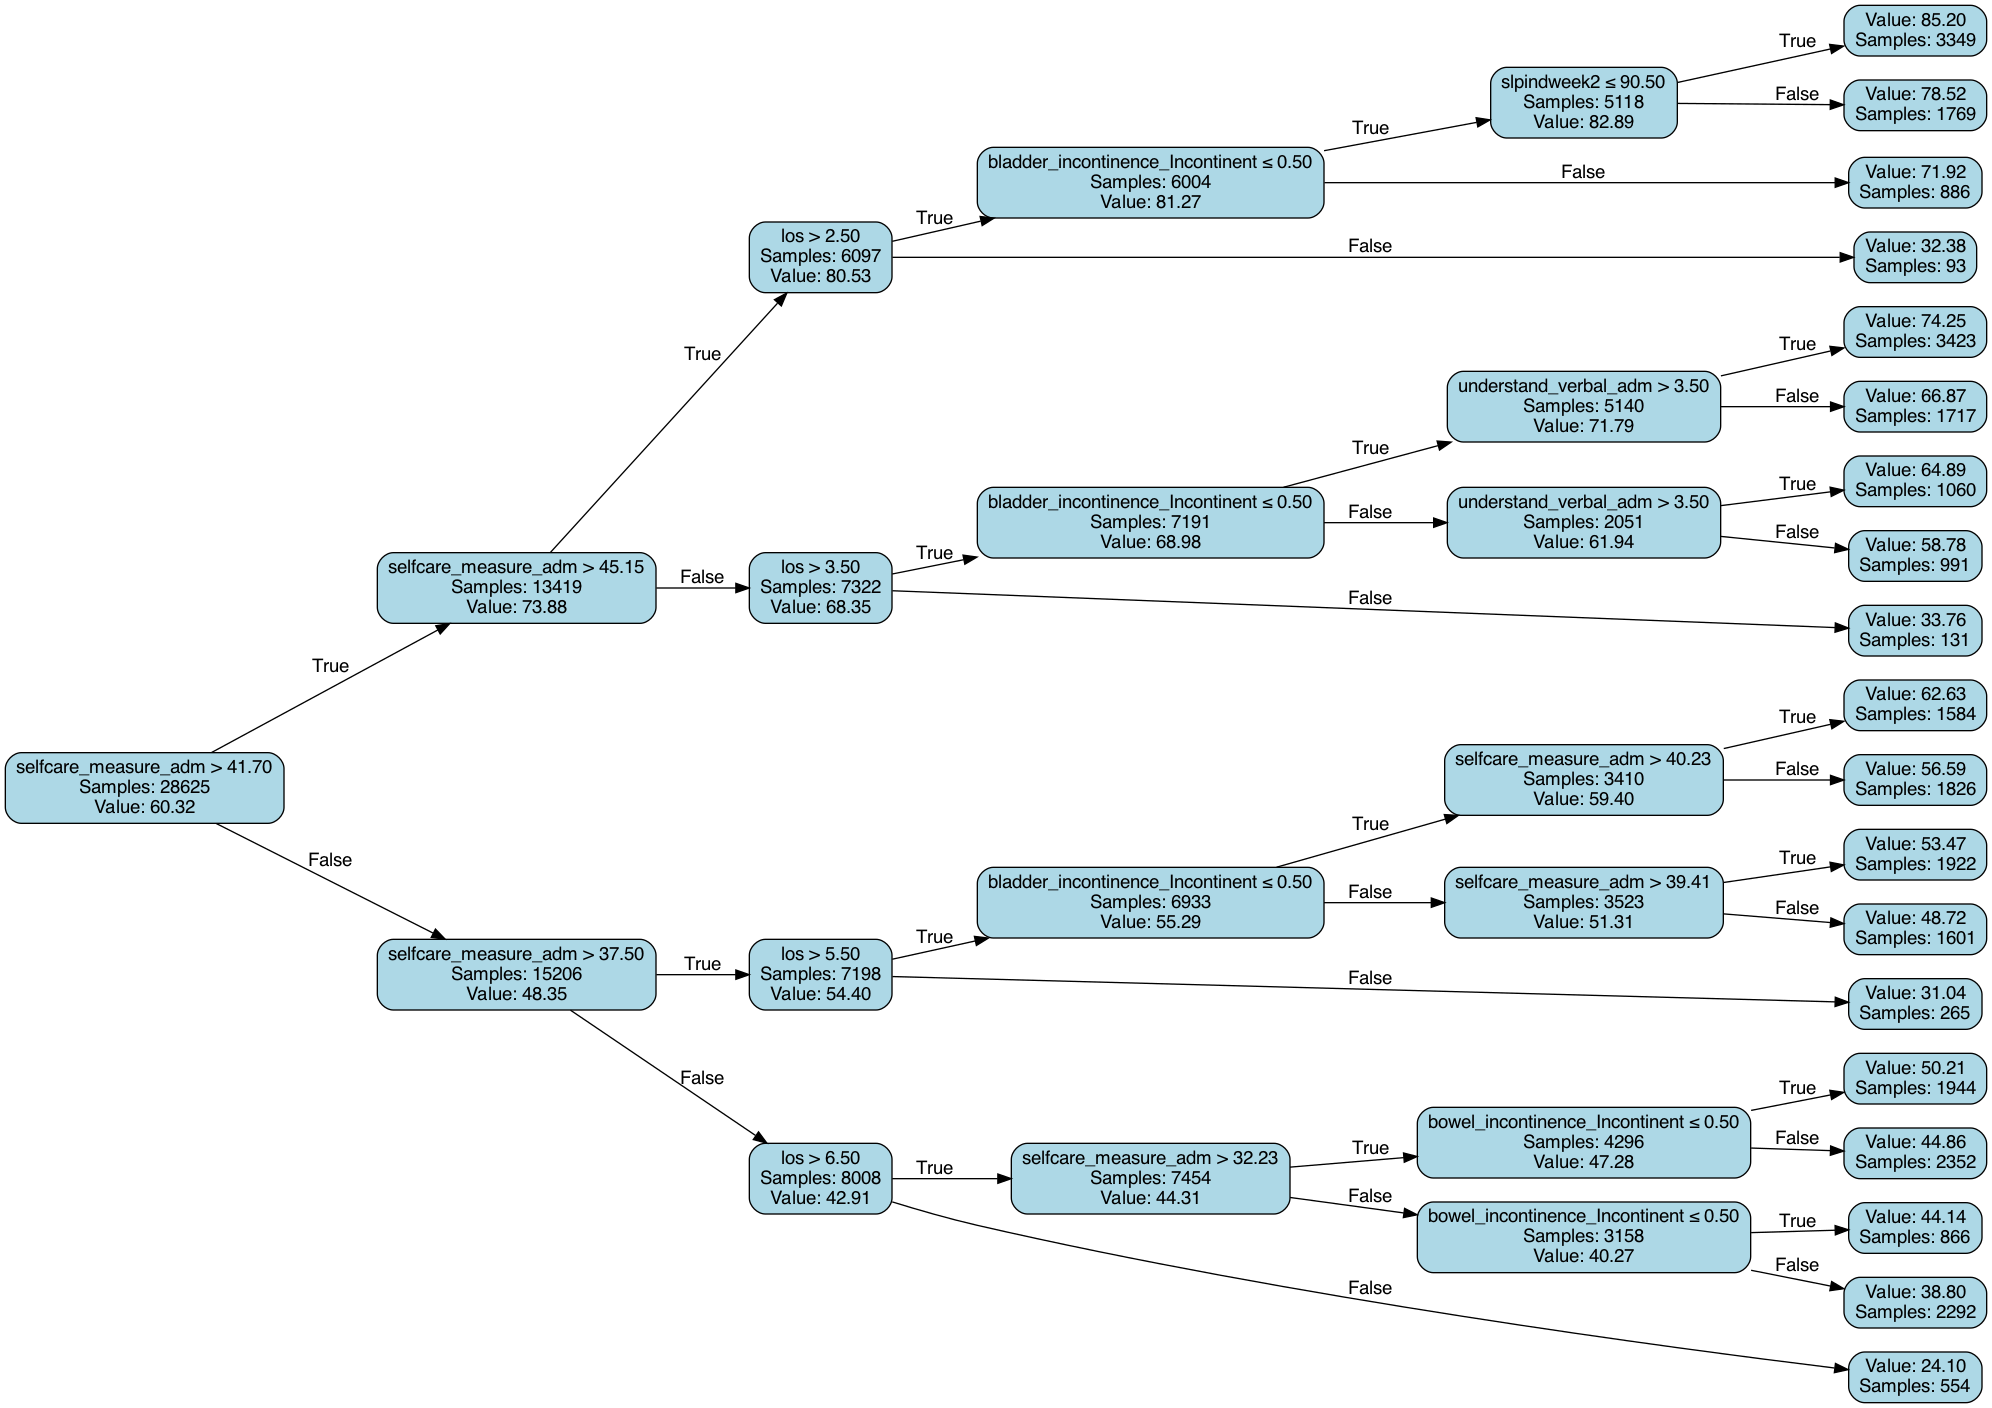 selfcare_measure_adm > 41.70
Samples: 28625
Value: 60.32
True
False
selfcare_measure_adm > 45.15
Samples: 13419
Value: 73.88
True
False
selfcare_measure_adm > 37.50
Samples: 15206
Value: 48.35
True
False
los > 2.50
Samples: 6097
Value: 80.53
True
False
los > 3.50
Samples: 7322
Value: 68.35
True
False
los > 5.50
Samples: 7198
Value: 54.40
True
False
los > 6.50
Samples: 8008
Value: 42.91
True
False
bladder_incontinence_Incontinent ≤ 0.50
Samples: 6004
Value: 81.27
True
False
bladder_incontinence_Incontinent ≤ 0.50
Samples: 7191
Value: 68.98
True
False
bladder_incontinence_Incontinent ≤ 0.50
Samples: 6933
Value: 55.29
True
False
selfcare_measure_adm > 32.23
Samples: 7454
Value: 44.31
True
False
slpindweek2 ≤ 90.50
Samples: 5118
Value: 82.89
True
False
understand_verbal_adm > 3.50
Samples: 5140
Value: 71.79
True
False
understand_verbal_adm > 3.50
Samples: 2051
Value: 61.94
True
False
selfcare_measure_adm > 40.23
Samples: 3410
Value: 59.40
True
False
selfcare_measure_adm > 39.41
Samples: 3523
Value: 51.31
True
False
bowel_incontinence_Incontinent ≤ 0.50
Samples: 4296
Value: 47.28
True
False
bowel_incontinence_Incontinent ≤ 0.50
Samples: 3158
Value: 40.27
True
False
Value: 85.20
Samples: 3349
Value: 78.52
Samples: 1769
Value: 71.92
Samples: 886
Value: 32.38
Samples: 93
Value: 74.25
Samples: 3423
Value: 66.87
Samples: 1717
Value: 64.89
Samples: 1060
Value: 58.78
Samples: 991
Value: 33.76
Samples: 131
Value: 62.63
Samples: 1584
Value: 56.59
Samples: 1826
Value: 53.47
Samples: 1922
Value: 48.72
Samples: 1601
Value: 31.04
Samples: 265
Value: 50.21
Samples: 1944
Value: 44.86
Samples: 2352
Value: 44.14
Samples: 866
Value: 38.80
Samples: 2292
Value: 24.10
Samples: 554